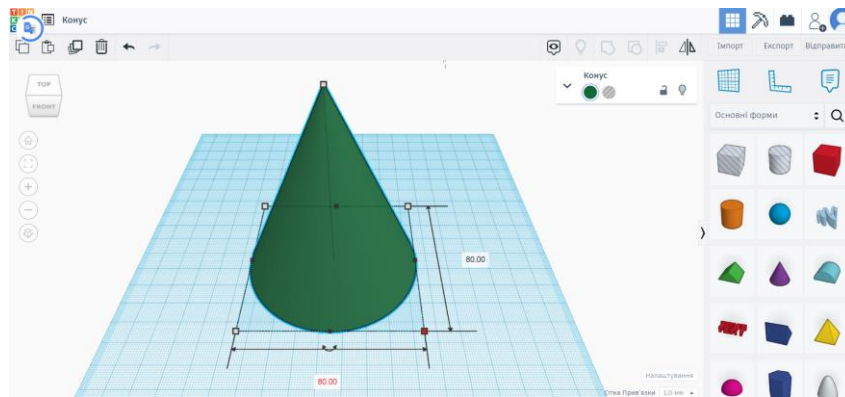 TIN
K
C
Конус
Імпорт
Експорт
Відправити
TOP
FRONT
Конус
Основні форми
80.00
80.00
Налаштування
Сітка Прив'язки
1,0 мм